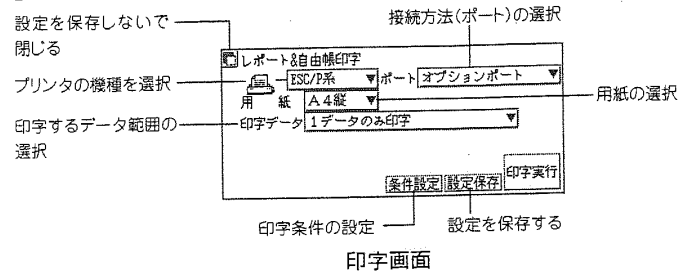 設定を保存しないで
閉じる
接続方法(ポート)の選択
レポート&自由帳印字
プリンタの機種を選択
ESC/P系
ポート
オプションポート
用 紙
A4縦
用紙の選択
印字するデータ範囲の
選択
印字データ
1データのみ印字
条件設定
設定保存
印字実行
印字条件の設定
設定を保存する
印字画面